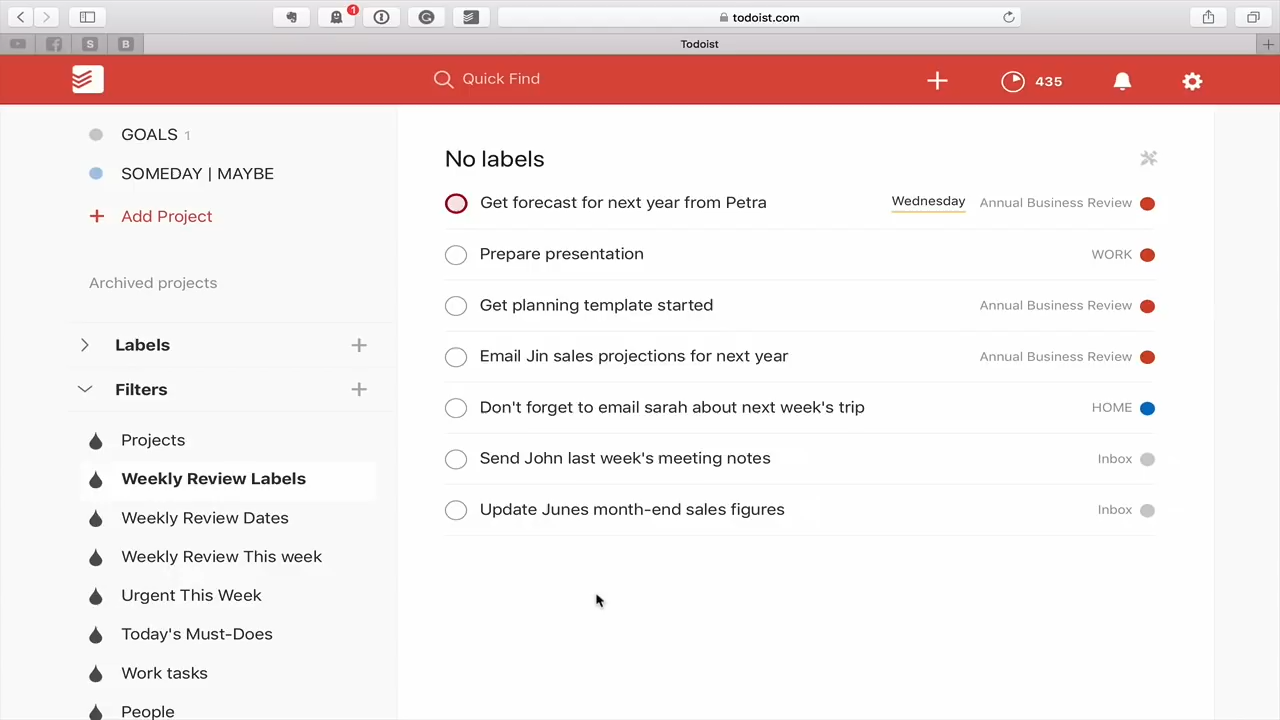 1
todoist.com
S
B
Todoist
Quick Find
435
GOALS 1
SOMEDAY | MAYBE
Add Project
Archived projects
Labels
Filters
Projects
Weekly Review Labels
Weekly Review Dates
Weekly Review This week
Urgent This Week
Today's Must-Does
Work tasks
People
No labels
Get forecast for next year from Petra Wednesday Annual Business Review
Prepare presentation WORK
Get planning template started Annual Business Review
Email Jin sales projections for next year Annual Business Review
Don't forget to email sarah about next week's trip HOME
Send John last week's meeting notes Inbox
Update Junes month-end sales figures Inbox